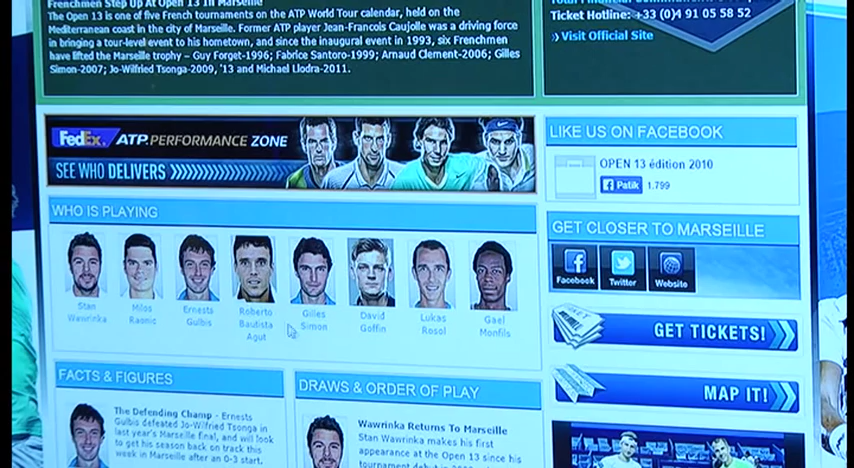 Frenchmen Step Up At Open 13 In Marseille
The Open 13 is one of five French tournaments on the ATP World Tour calendar, held on the
Mediterranean coast in the city of Marseille. Former ATP player Jean-Francois Caujolle was a driving force
in bringing a tour-level event to his hometown, and since the inaugural event in 1993, six Frenchmen
have lifted the Marseille trophy – Guy Forget-1996; Fabrice Santoro-1999; Arnaud Clement-2006; Gilles
Simon-2007; Jo-Wilfried Tsonga-2009, '13 and Michael Llodra-2011.
Ticket Hotline: +33 (0)4 91 05 58 52
» Visit Official Site
FedEx ATP PERFORMANCE ZONE
SEE WHO DELIVERS
LIKE US ON FACEBOOK
OPEN 13 édition 2010
Patik 1,799
WHO IS PLAYING
Stan Wawrinka
Milos Raonic
Ernests Gulbis
Roberto Bautista Agut
Gilles Simon
David Goffin
Lukas Rosol
Gael Monfils
GET CLOSER TO MARSEILLE
Facebook Twitter Website
GET TICKETS!
MAP IT!
FACTS & FIGURES
The Defending Champ - Ernests
Gulbis defeated Jo-Wilfried Tsonga in
last year's Marseille final, and will look
to get his season back on track this
week in Marseille after an 0-3 start.
DRAWS & ORDER OF PLAY
Wawrinka Returns To Marseille
Stan Wawrinka makes his first
appearance at the Open 13 since his